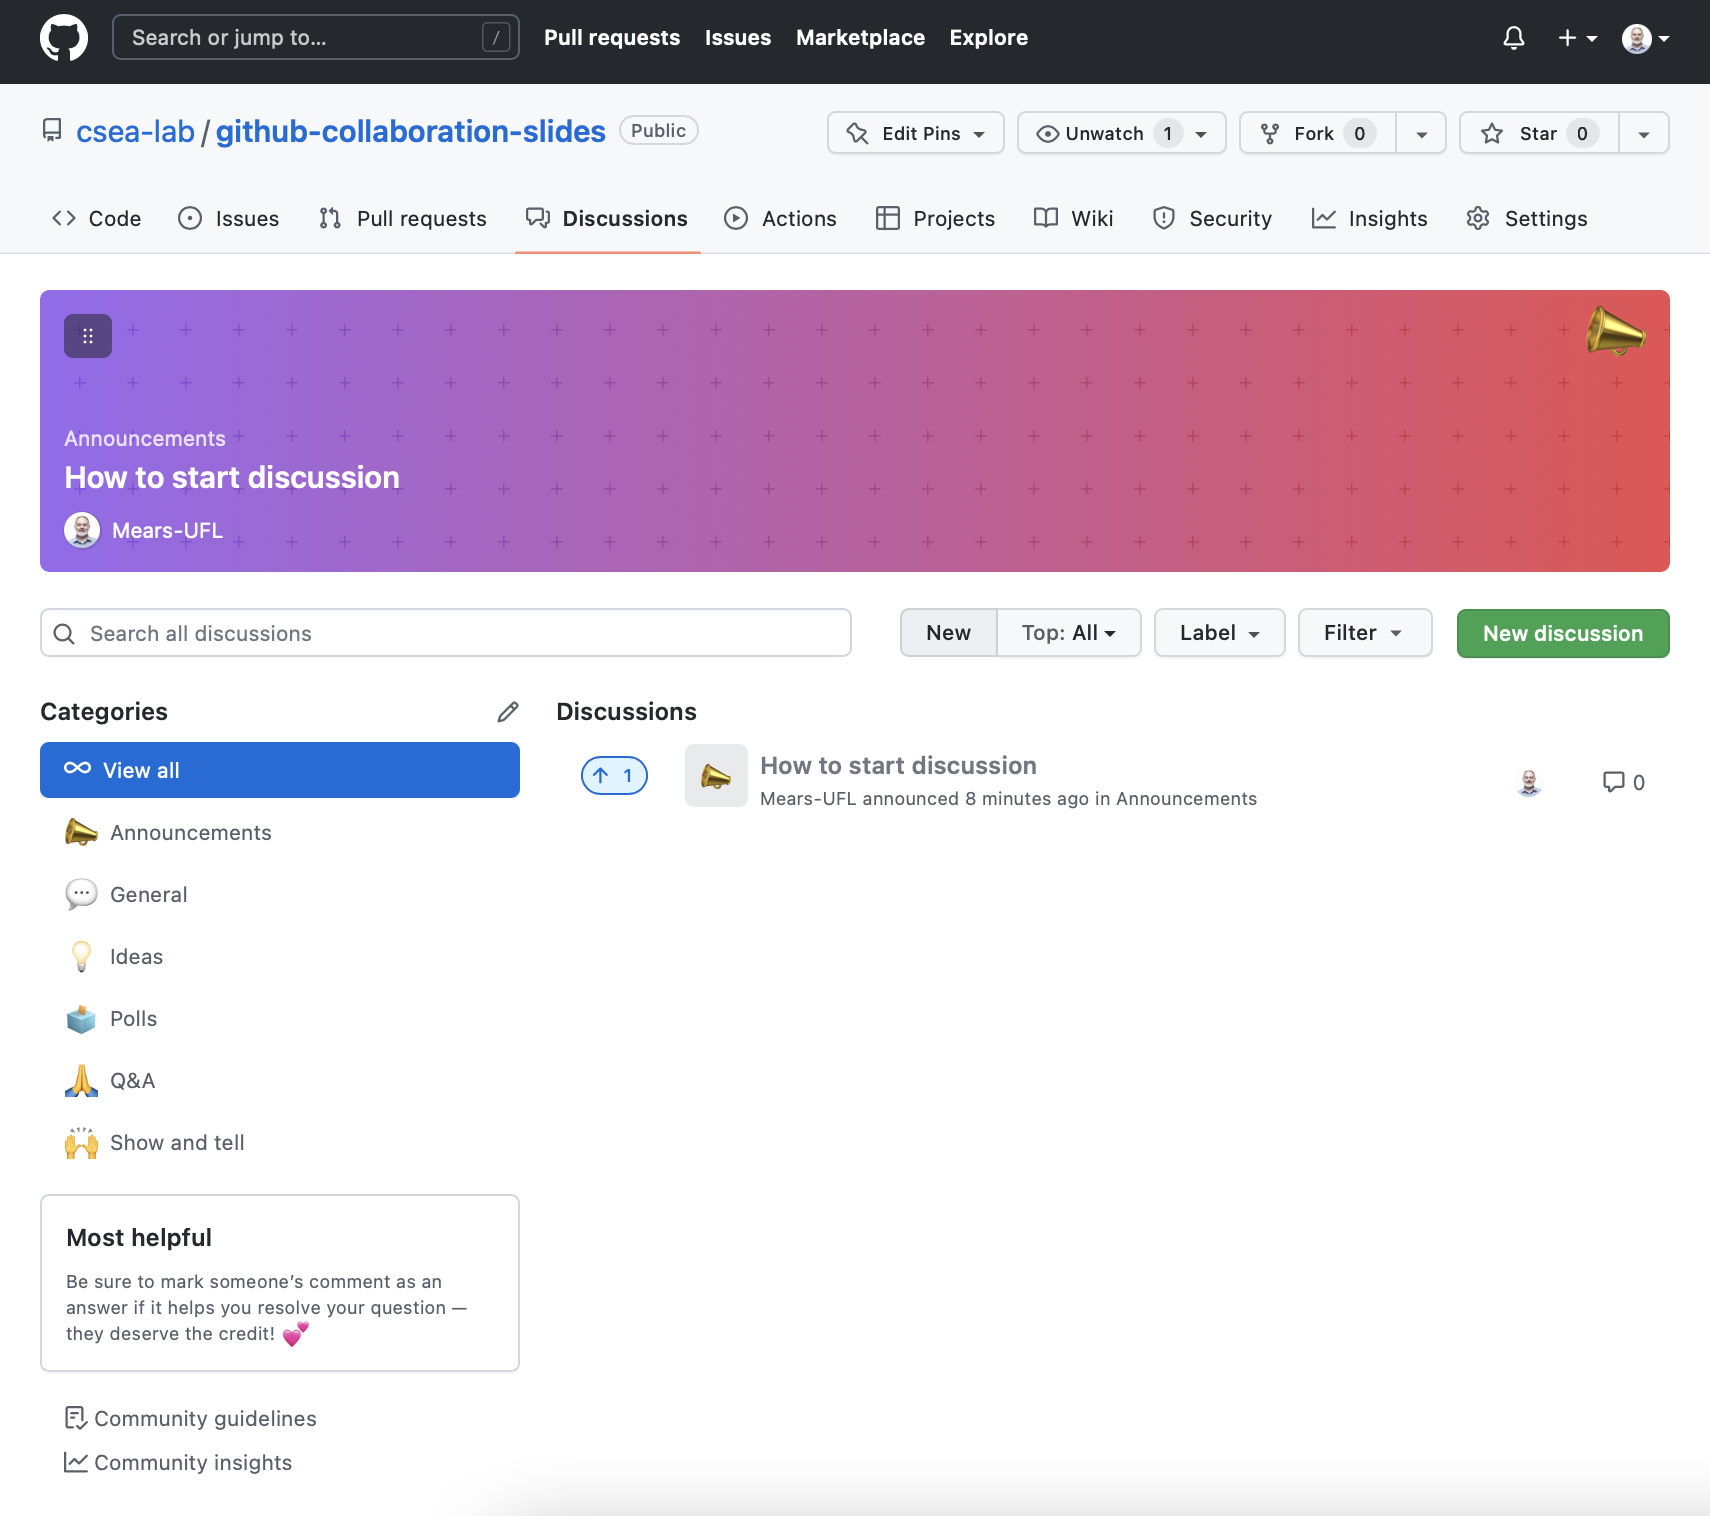 Search or jump to... /
Pull requests Issues Marketplace Explore
csea-lab / github-collaboration-slides Public
Edit Pins Unwatch 1 Fork 0 Star 0
Code Issues Pull requests Discussions Actions Projects Wiki Security Insights Settings
Announcements
How to start discussion
Mears-UFL
Search all discussions
New Top: All Label Filter New discussion
Categories
View all
Announcements
General
Ideas
Polls
Q&A
Show and tell
Most helpful
Be sure to mark someone’s comment as an
answer if it helps you resolve your question —
they deserve the credit! 💕
Community guidelines
Community insights
Discussions
1
How to start discussion
Mears-UFL announced 8 minutes ago in Announcements
0